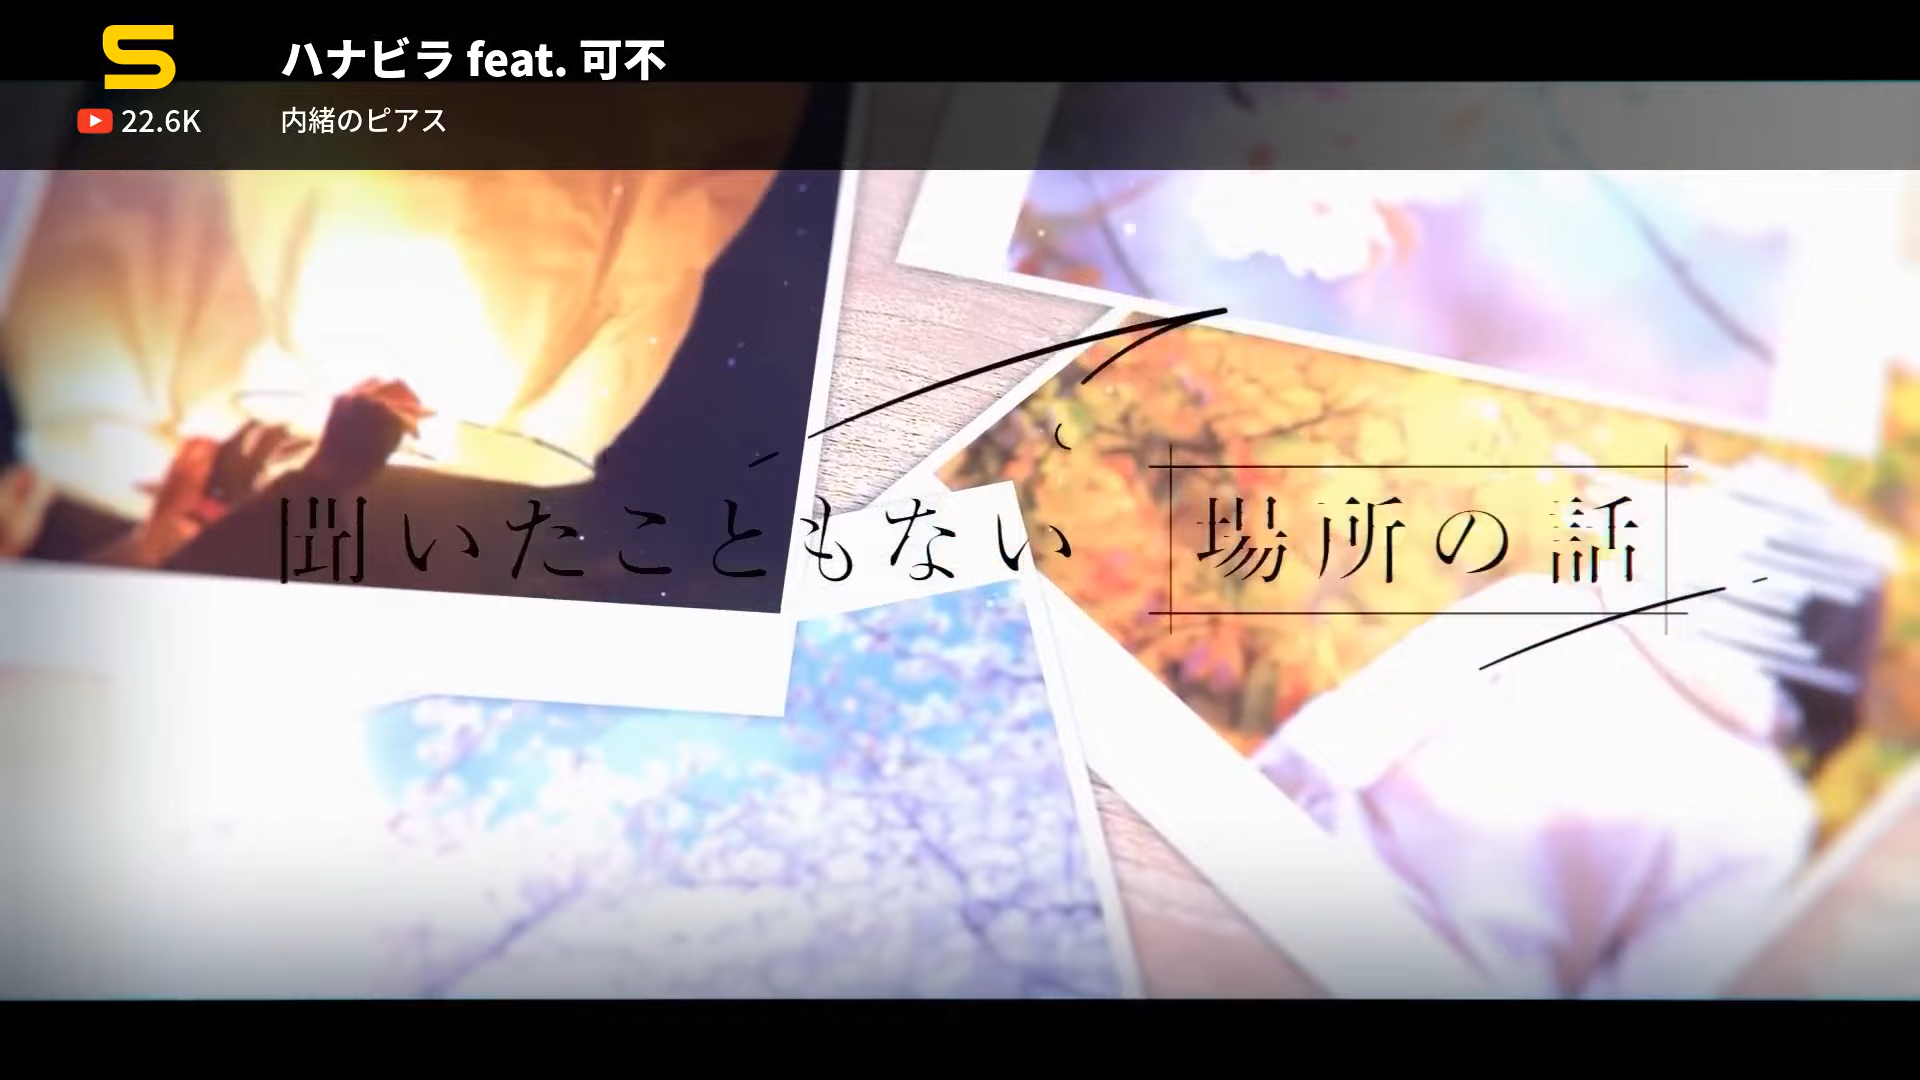 S
ハナビラ feat. 可不
22.6K
内緒のピアス
聞いたこともない 場所の話